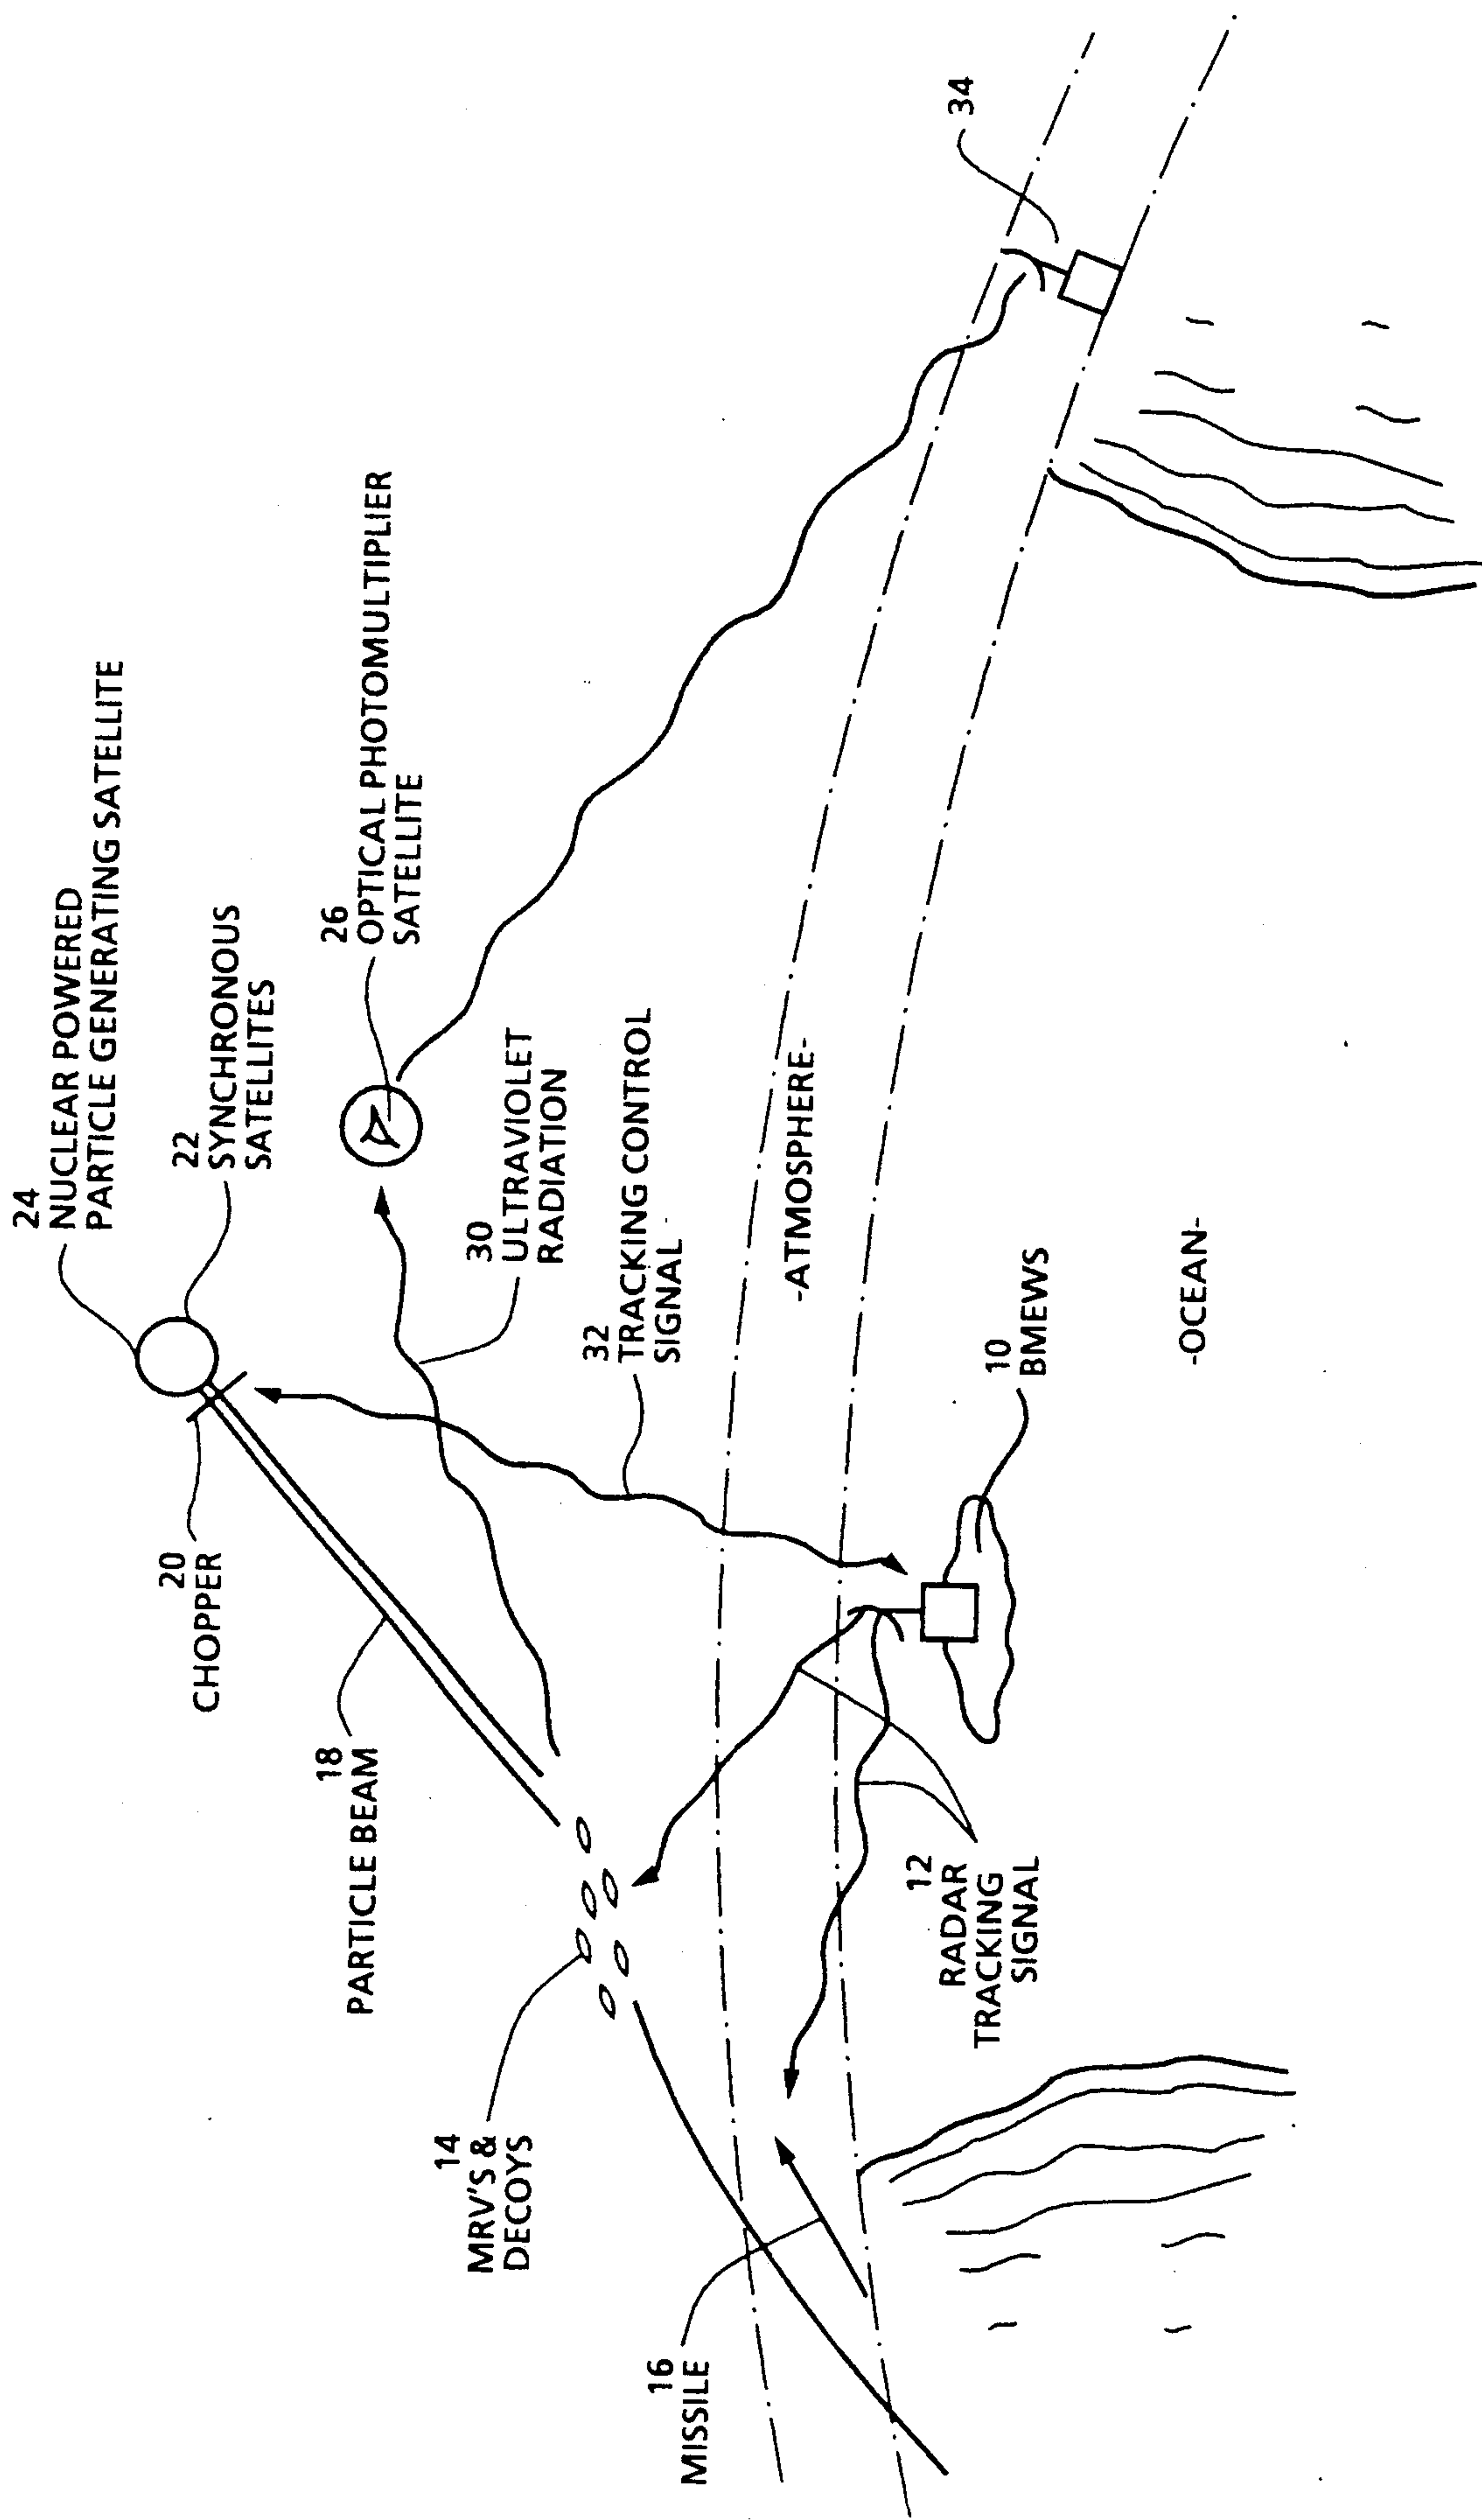 24
NUCLEAR POWERED
PARTICLE GENERATING SATELLITE
22
SYNCHRONOUS
SATELLITES
20
CHOPPER
26
OPTICAL PHOTOMULTIPLIER
SATELLITE
18
PARTICLE BEAM
30
ULTRAVIOLET
RADIATION
14
MRV'S &
DECOYS
32
TRACKING CONTROL
SIGNAL
16
MISSILE
-ATMOSPHERE-
34
12
RADAR
TRACKING
SIGNAL
10
BMEWS
-OCEAN-